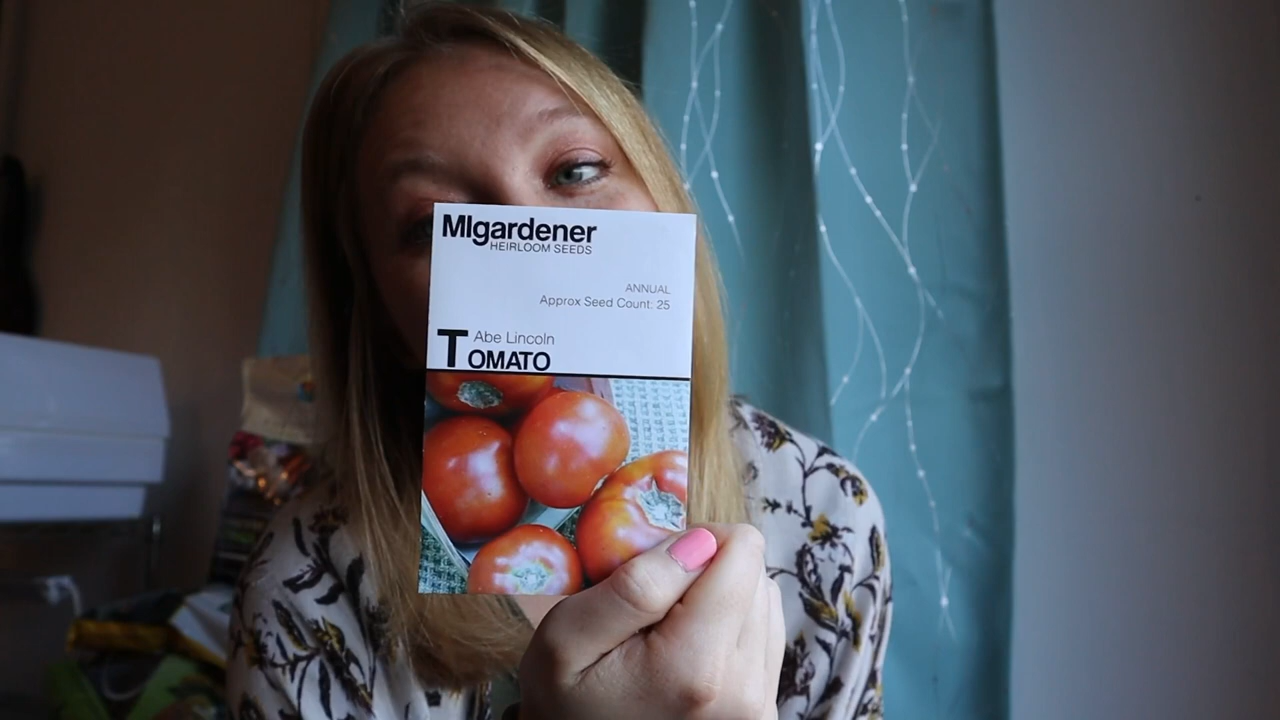 MIgardener
HEIRLOOM SEEDS
ANNUAL
Approx Seed Count: 25
Abe Lincoln
TOMATO